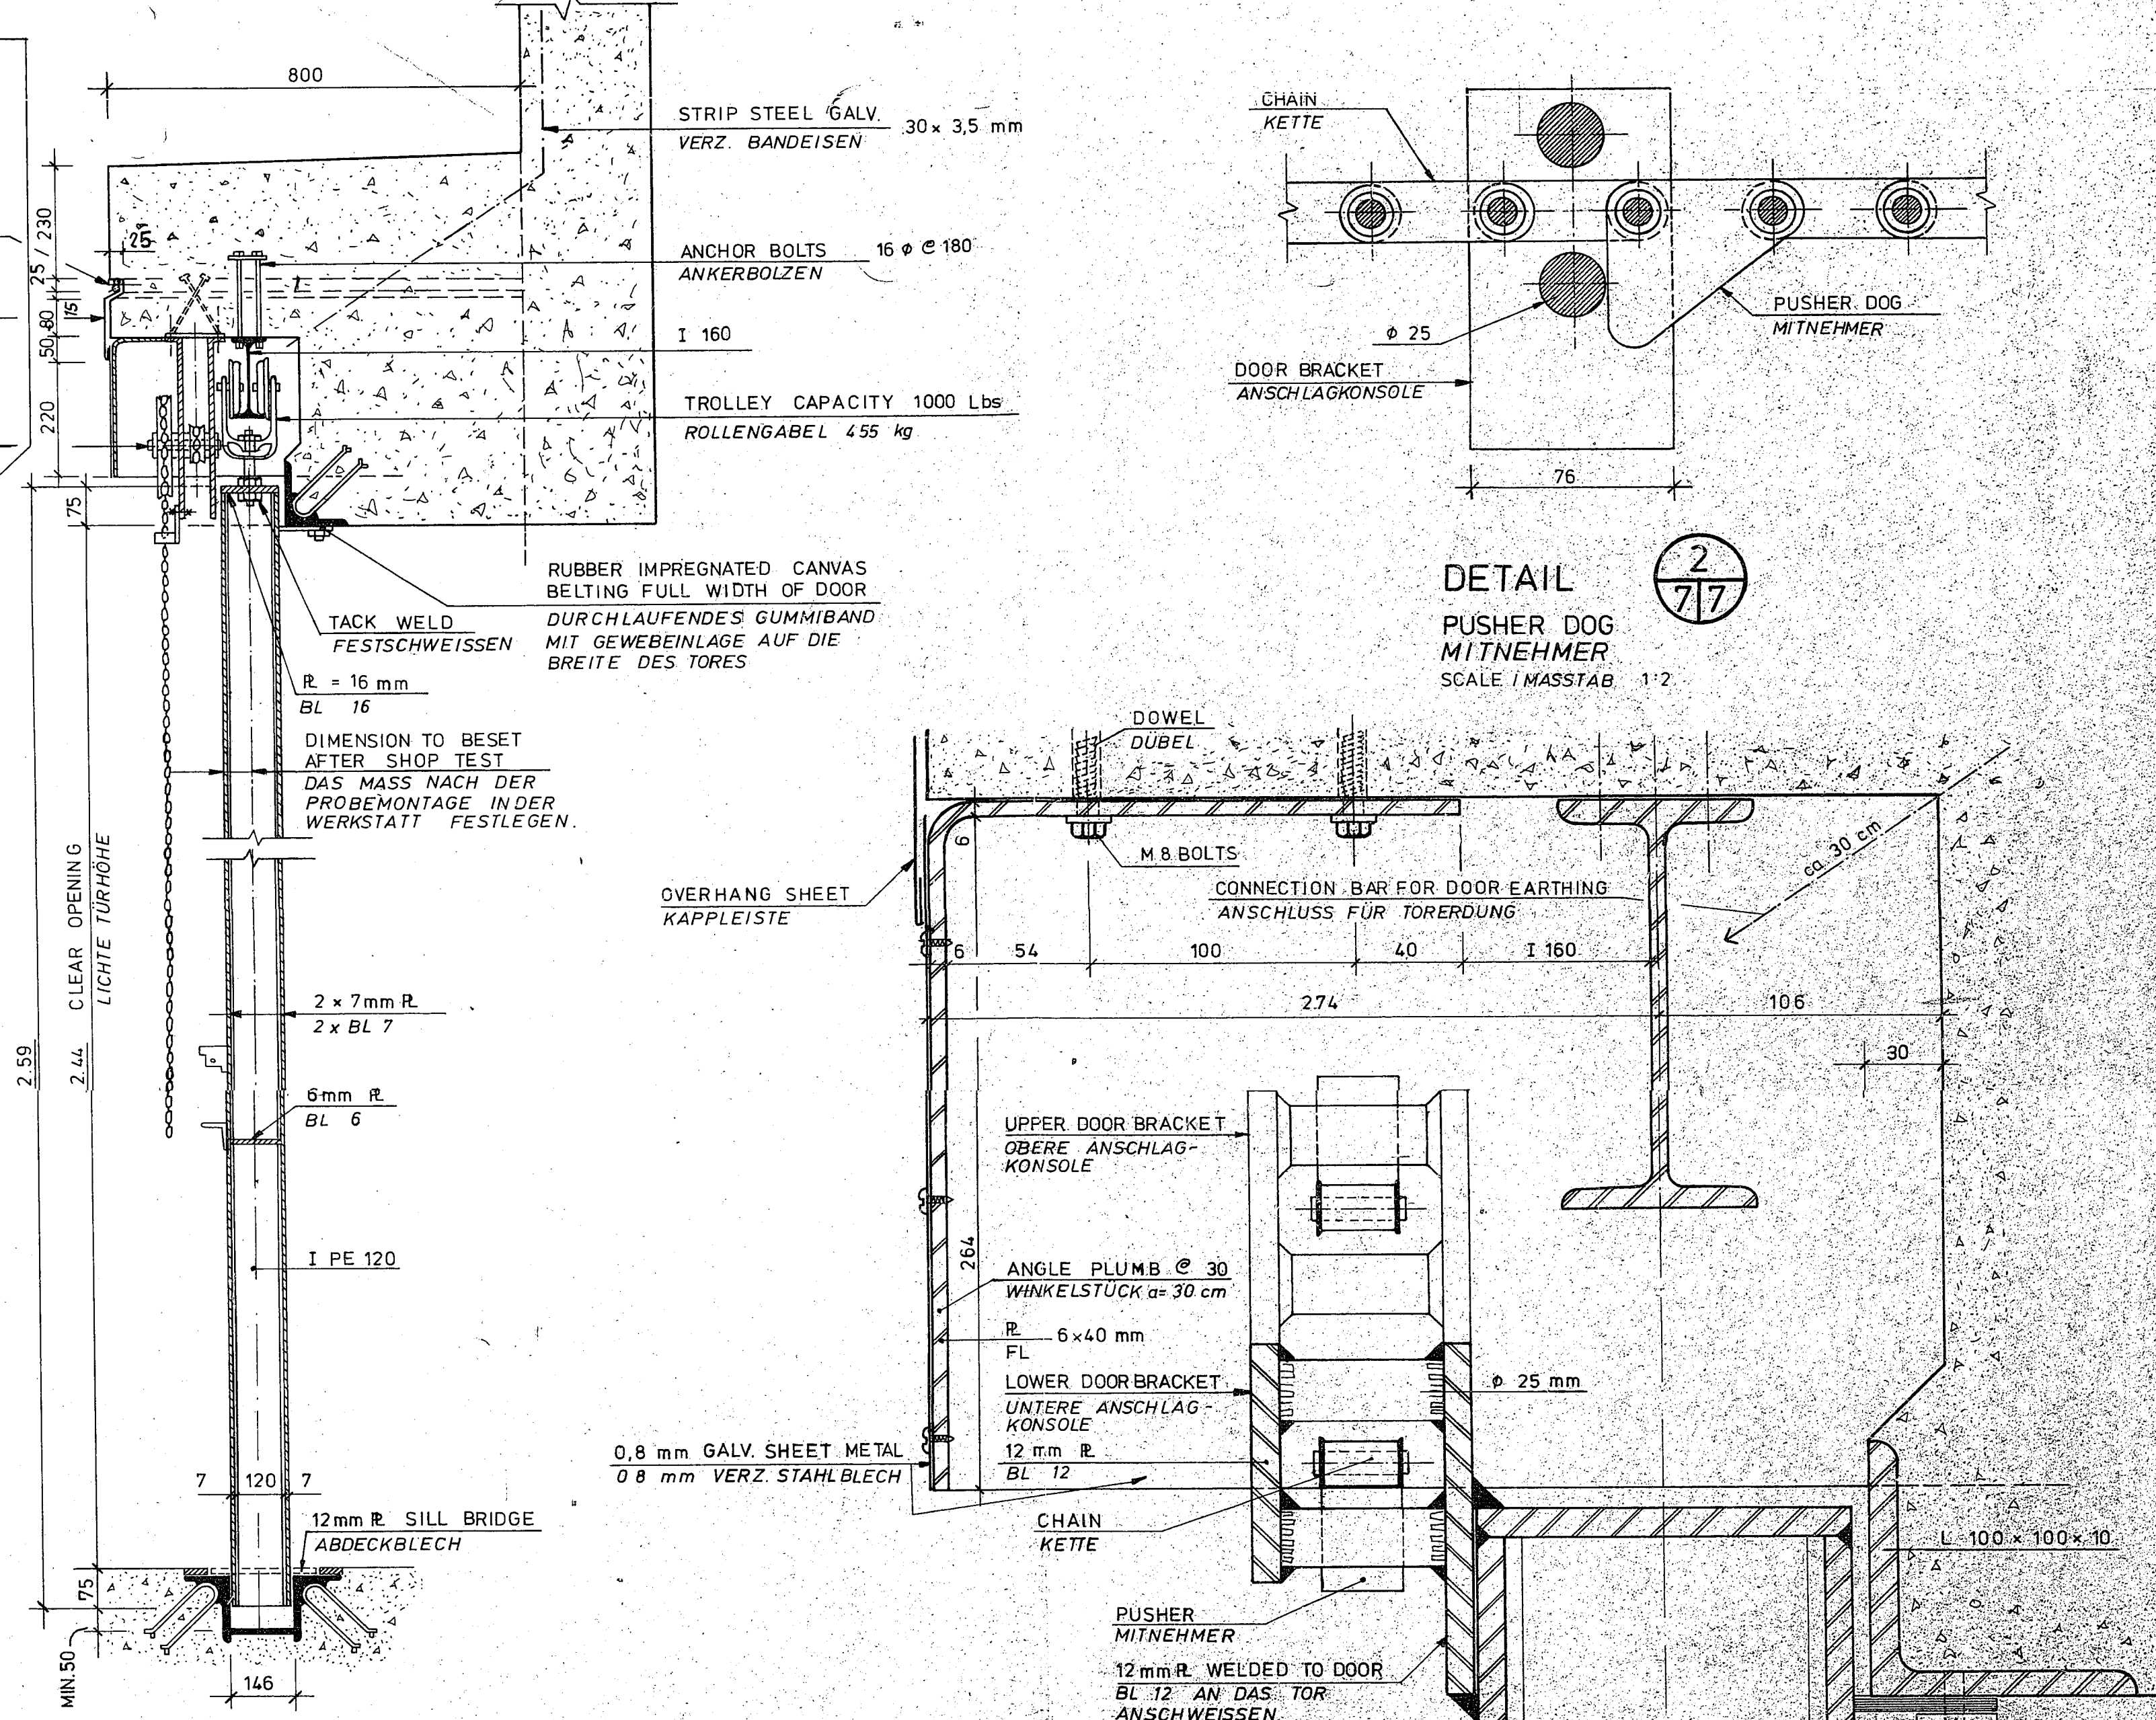 800
STRIP STEEL GALV. 30 x 3,5 mm
VERZ. BANDEISEN
25 / 230
25
ANCHOR BOLTS 16 φ @ 180
ANKERBOLZEN
15
80
50
I 160
220
TROLLEY CAPACITY 1000 Lbs
ROLLENGABEL 455 kg
75
RUBBER IMPREGNATED CANVAS
BELTING FULL WIDTH OF DOOR
DURCHLAUFENDES GUMMIBAND
MIT GEWEBEINLAGE AUF DIE
BREITE DES TORES
TACK WELD
FESTSCHWEISSEN
PL = 16 mm
BL 16
DIMENSION TO BESET
AFTER SHOP TEST
DAS MASS NACH DER
PROBEMONTAGE IN DER
WERKSTATT FESTLEGEN.
2.59
2.44 CLEAR OPENING
LICHTE TÜRHÖHE
2 x 7mm PL
2 x BL 7
6mm PL
BL 6
I PE 120
7 120 7
12mm PL SILL BRIDGE
ABDECKBLECH
75
MIN.50
146
CHAIN
KETTE
PUSHER DOG
MITNEHMER
φ 25
DOOR BRACKET
ANSCHLAGKONSOLE
76
DETAIL 2
7 7
PUSHER DOG
MITNEHMER
SCALE / MASSTAB 1:2
DOWEL
DÜBEL
6
M 8 BOLTS
ca 30 cm
OVERHANG SHEET
KAPPLEISTE
CONNECTION BAR FOR DOOR EARTHING
ANSCHLUSS FÜR TORERDUNG
6 54 100 40 I 160
274 106
30
UPPER DOOR BRACKET
OBERE ANSCHLAG-
KONSOLE
264
ANGLE PLUMB @ 30
WINKELSTÜCK a= 30 cm
PL 6x40 mm
FL
LOWER DOOR BRACKET
UNTERE ANSCHLAG-
KONSOLE
φ 25 mm
0,8 mm GALV. SHEET METAL
0 8 mm VERZ. STAHLBLECH
12 mm PL
BL 12
CHAIN
KETTE
L 100 x 100 x 10
PUSHER
MITNEHMER
12mm PL WELDED TO DOOR
BL 12 AN DAS TOR
ANSCHWEISSEN